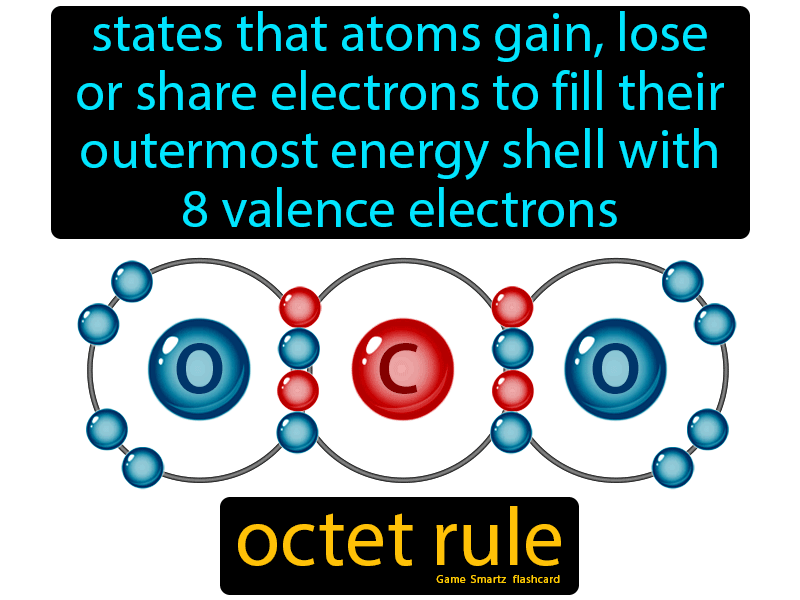 states that atoms gain, lose
or share electrons to fill their
outermost energy shell with
8 valence electrons
O C O
octet rule
Game Smartz flashcard